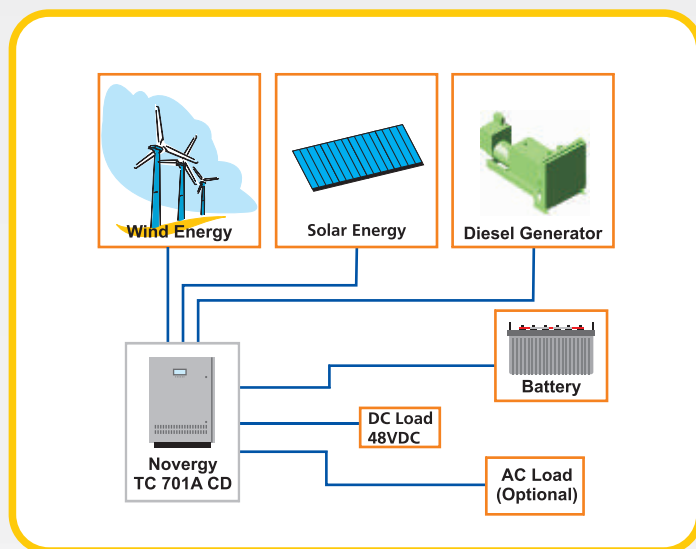 Wind Energy
Solar Energy
Diesel Generator
Battery
DC Load
48VDC
Novergy
TC 701A CD
AC Load
(Optional)